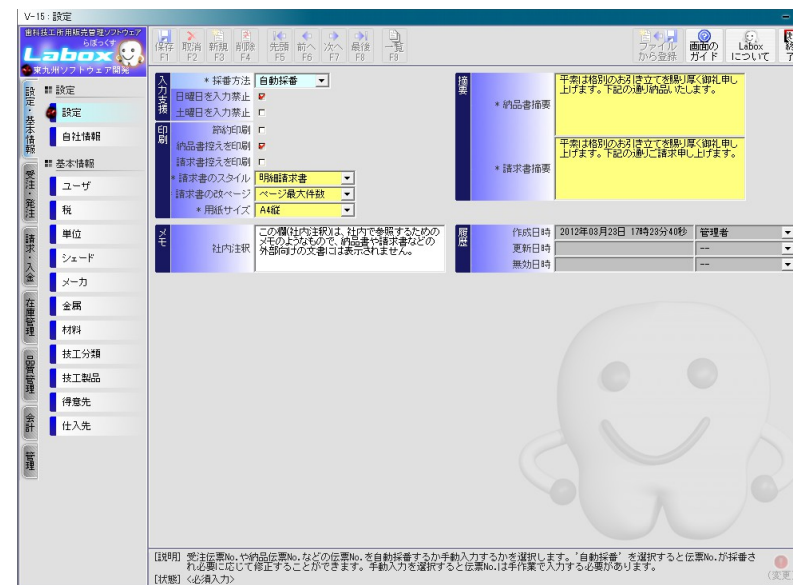 V-15：設定
歯科技工所用販売管理ソフトウェア
らぼっくす
Labox
東九州ソフトウェア開発
保存 取消 新規 削除 先頭 前へ 次へ 最後 一覧
F1 F2 F3 F4 F5 F6 F7 F8 F9
ファイルから登録
画面のガイド
Laboxについて
設定・基本情報
受注・発注
請求・入金
在庫管理
品質管理
会計
管理
設定
設定
自社情報
基本情報
ユーザ
税
単位
シェード
メーカ
金属
材料
技工分類
技工製品
得意先
仕入先
入力支援
* 採番方法 自動採番
日曜日を入力禁止
土曜日を入力禁止
印刷
節約印刷
納品書控えを印刷
請求書控えを印刷
* 請求書のスタイル 明細請求書
請求書の改ページ ページ最大件数
* 用紙サイズ A4縦
摘要
* 納品書摘要
平素は格別のお引き立てを賜り厚く御礼申し
上げます。下記の通り納品いたします。
* 請求書摘要
平素は格別のお引き立てを賜り厚く御礼申し
上げます。下記の通りご請求申し上げます。
メモ
社内注釈
この欄(社内注釈)は、社内で参照するための
メモのようなもので、納品書や請求書などの
外部向けの文書には表示されません。
履歴
作成日時 2012年03月23日 17時23分40秒 管理者
更新日時 --
無効日時 --
[説明] 受注伝票No.や納品伝票No.などの伝票No.を自動採番するか手動入力するかを選択します。'自動採番' を選択すると伝票No.が採番さ
れ必要に応じて修正することができます。手動入力を選択すると伝票No.は手作業で入力する必要があります。
[状態] <必須入力>
(変更